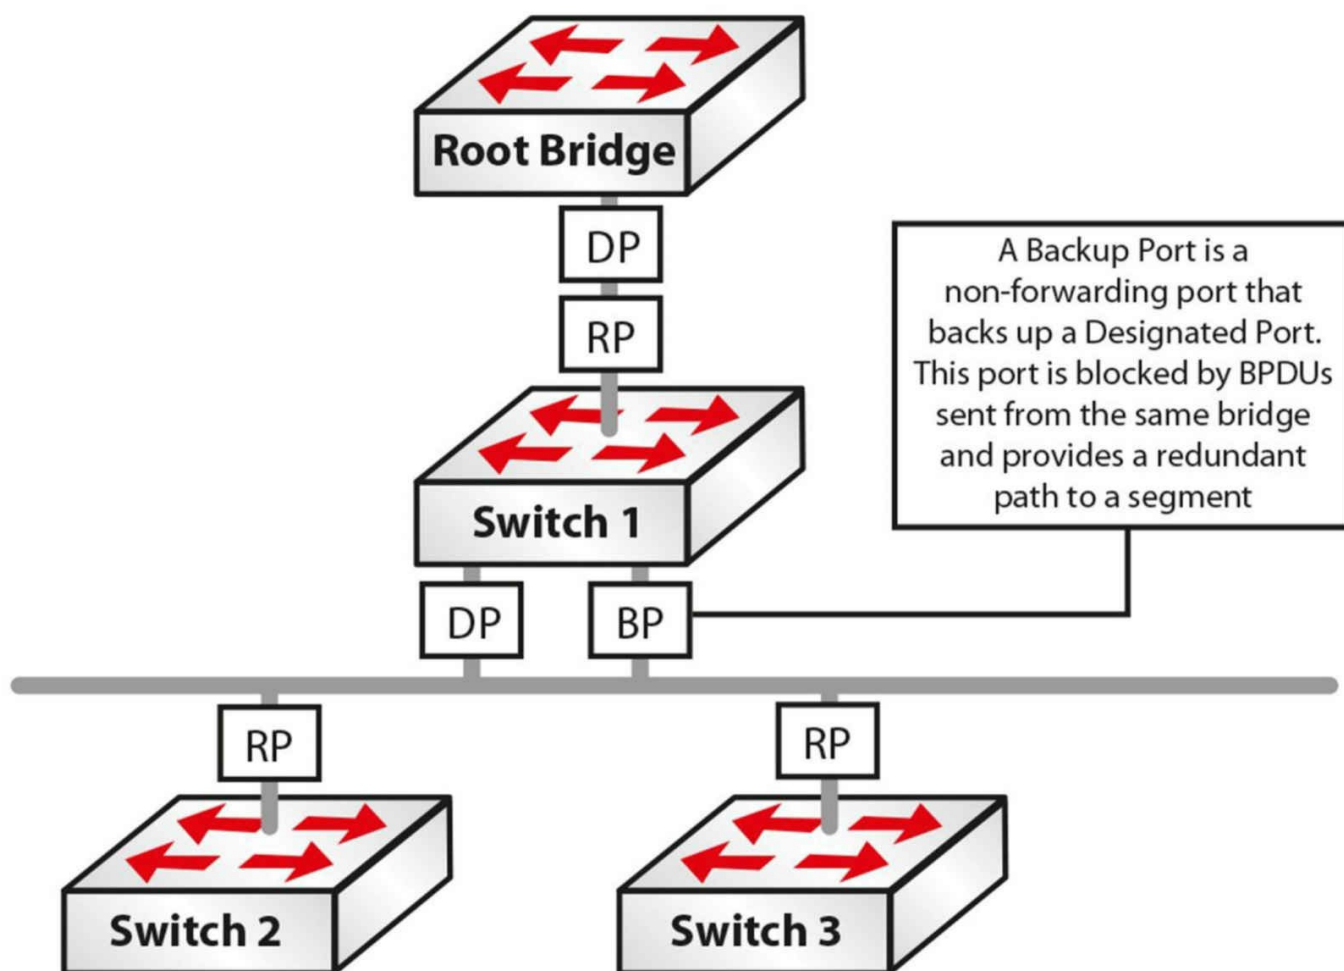 Root Bridge
DP
RP
A Backup Port is a
non-forwarding port that
backs up a Designated Port.
This port is blocked by BPDUs
sent from the same bridge
and provides a redundant
path to a segment
Switch 1
DP
BP
RP
RP
Switch 2
Switch 3